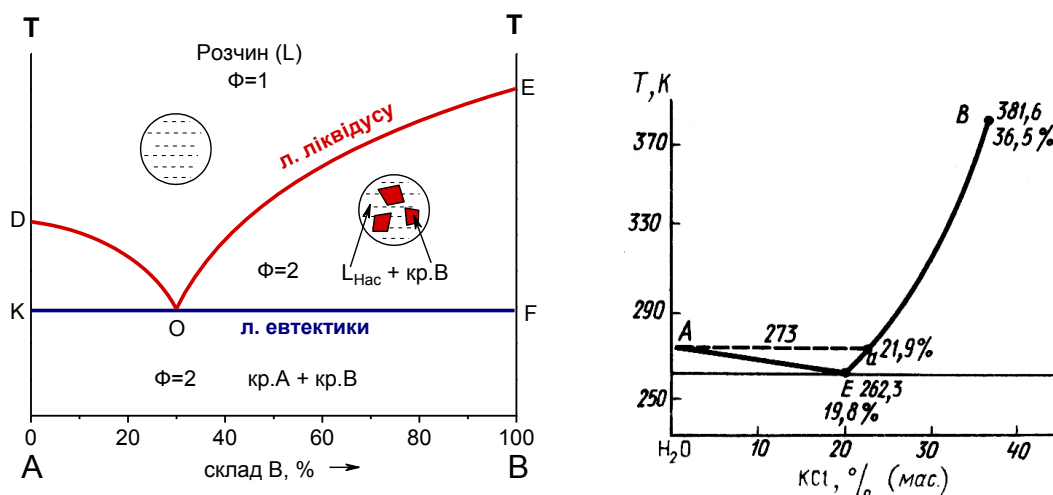 T
T
Розчин (L)
Ф=1
E
л. ліквідусу
D
Ф=2
LНас + кр.В
K
O
л. евтектики
F
Ф=2
кр.А + кр.В
0
20
40
60
80
100
A
склад В, %
B
T, K
370
330
290
250
B
381,6
36,5%
A
273
a
21,9%
E 262,3
19,8%
H2O
10
20
30
40
KCl, % (мас.)